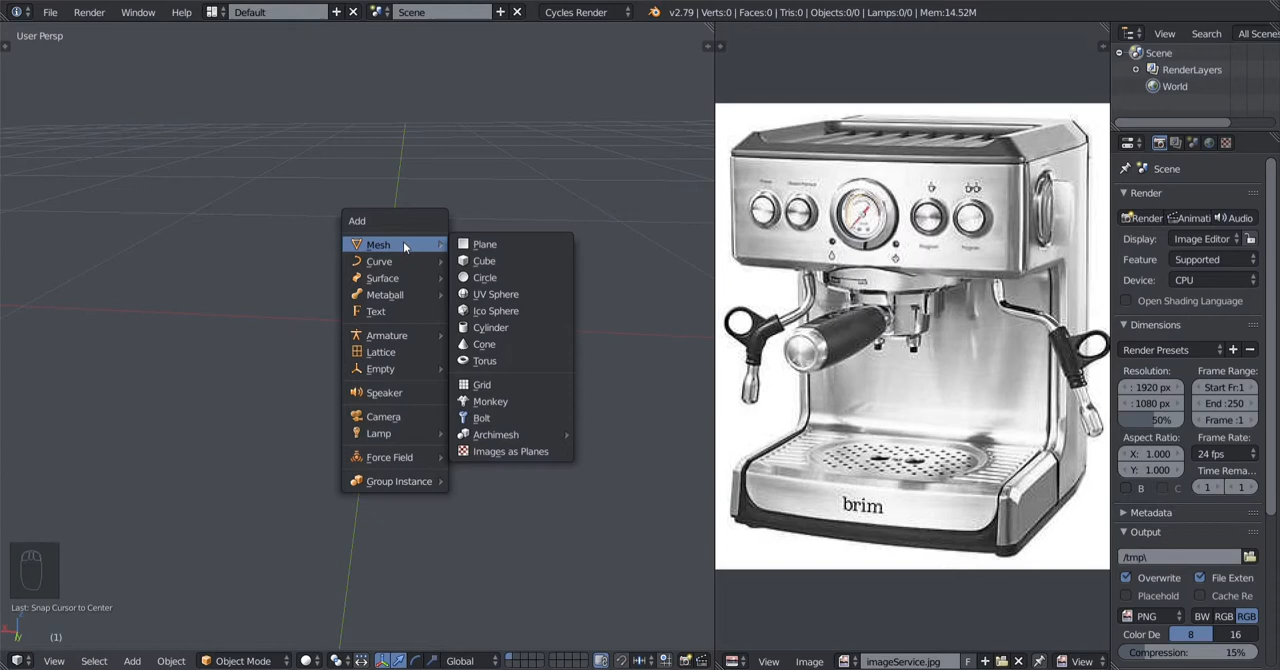 File Render Window Help Default Scene Cycles Render v2.79 | Verts:0 | Faces:0 | Tris:0 | Objects:0/0 | Lamps:0/0 | Mem:14.52M
User Persp
Add
Mesh
Curve
Surface
Metaball
Text
Armature
Lattice
Empty
Speaker
Camera
Lamp
Force Field
Group Instance
Plane
Cube
Circle
UV Sphere
Ico Sphere
Cylinder
Cone
Torus
Grid
Monkey
Bolt
Archimesh
Images as Planes
brim
View Search All Scenes
Scene
RenderLayers
World
Scene
Render
Render Animati Audio
Display: Image Editor
Feature Supported
Device: CPU
Open Shading Language
Dimensions
Render Presets
Resolution: Frame Range:
: 1920 px Start Fr:1
: 1080 px End :250
50% Frame :1
Aspect Ratio: Frame Rate:
X: 1.000 24 fps
Y: 1.000 Time Rema...
B C 1 1
Metadata
Output
/tmp\
Overwrite File Exten
Placehold Cache Re
PNG BW RGB RGB
Color De 8 16
Compression: 15%
Last: Snap Cursor to Center
(1)
View Select Add Object Object Mode Global
View Image imageService.jpg F View